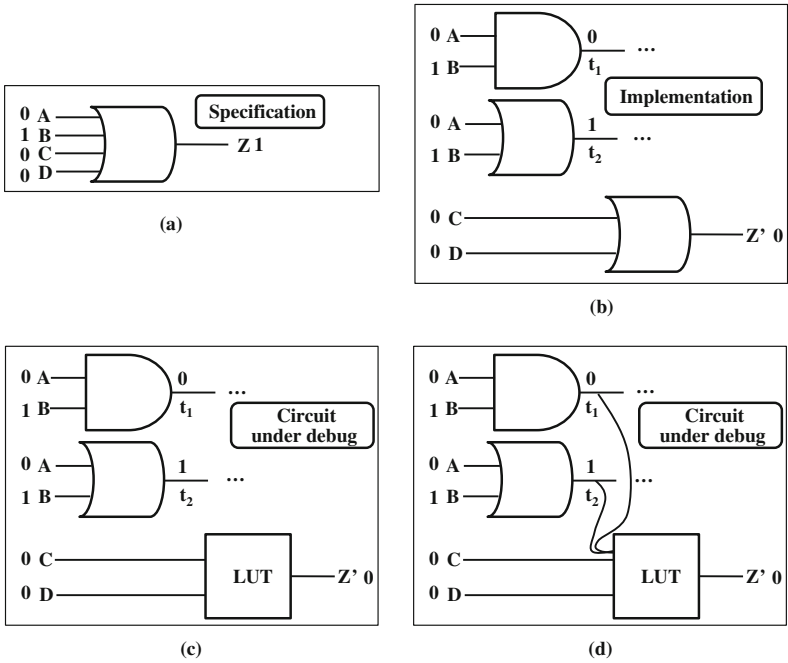 Specification
0 A
1 B
0 C
0 D
Z 1
(a)
0 A
1 B
0
t1
...
Implementation
0 A
1 B
1
t2
...
0 C
0 D
Z' 0
(b)
0 A
1 B
0
t1
...
Circuit
under debug
0 A
1 B
1
t2
...
0 C
0 D
LUT
Z' 0
(c)
0 A
1 B
0
t1
...
Circuit
under debug
0 A
1 B
1
t2
...
0 C
0 D
LUT
Z' 0
(d)